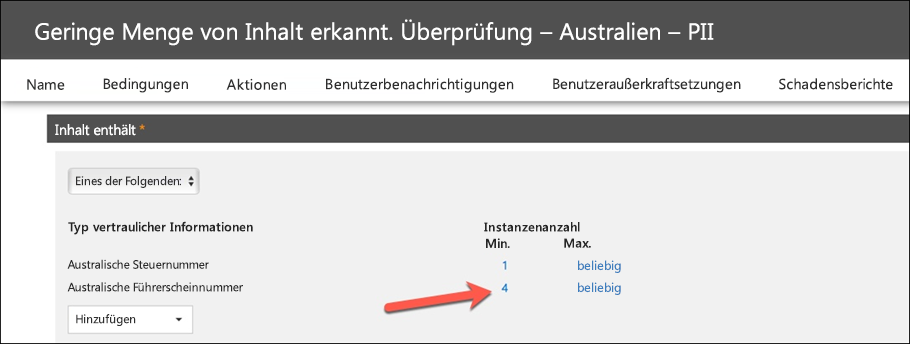 Geringe Menge von Inhalt erkannt. Überprüfung – Australien – PII
Name Bedingungen Aktionen Benutzerbenachrichtigungen Benutzeraußerkraftsetzungen Schadensberichte
Inhalt enthält *
Eines der Folgenden:
Typ vertraulicher Informationen Instanzenanzahl
Min. Max.
Australische Steuernummer 1 beliebig
Australische Führerscheinnummer 4 beliebig
Hinzufügen